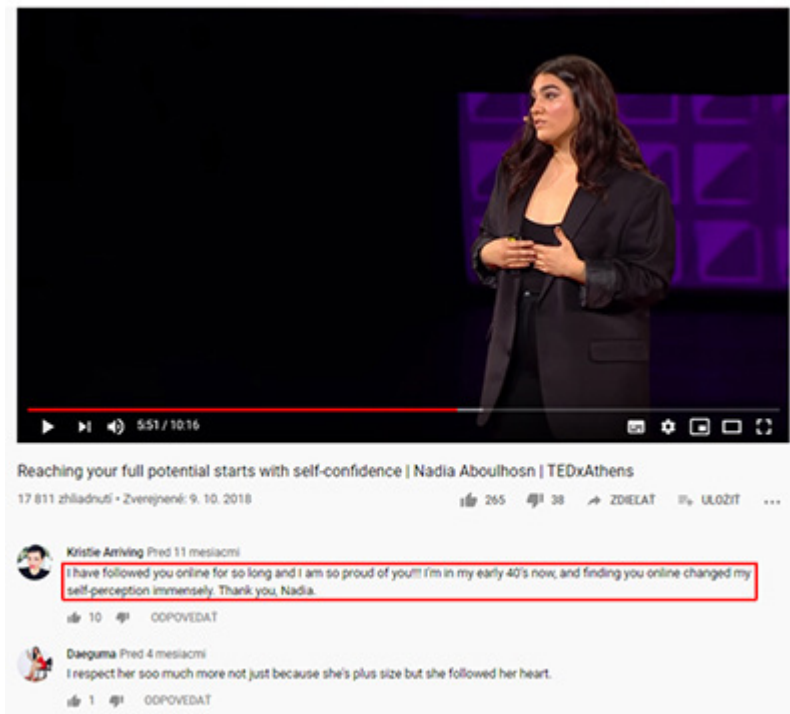 5:51 / 10:16
Reaching your full potential starts with self-confidence | Nadia Aboulhosn | TEDxAthens
17 811 zhliadnutí • Zverejnené: 9. 10. 2018
265 38 ZDIEĽAŤ ULOŽIŤ ...
Kristie Arriving Pred 11 mesiacmi
I have followed you online for so long and I am so proud of you!!! I'm in my early 40's now, and finding you online changed my
self-perception immensely. Thank you, Nadia.
10 ODPOVEDAŤ
Daeguma Pred 4 mesiacmi
I respect her soo much more not just because she's plus size but she followed her heart.
1 ODPOVEDAŤ